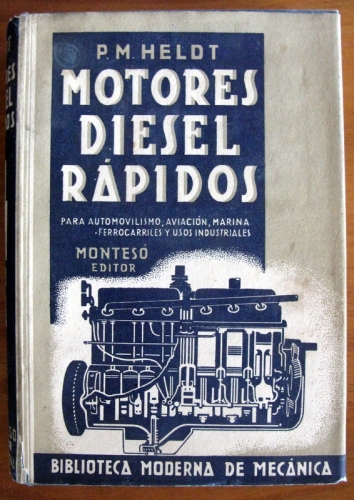 P.M. HELDT
MOTORES
DIESEL
RÁPIDOS
PARA AUTOMOVILISMO, AVIACIÓN, MARINA
-FERROCARRILES Y USOS INDUSTRIALES
MONTESÓ
EDITOR
BIBLIOTECA MODERNA DE MECÁNICA